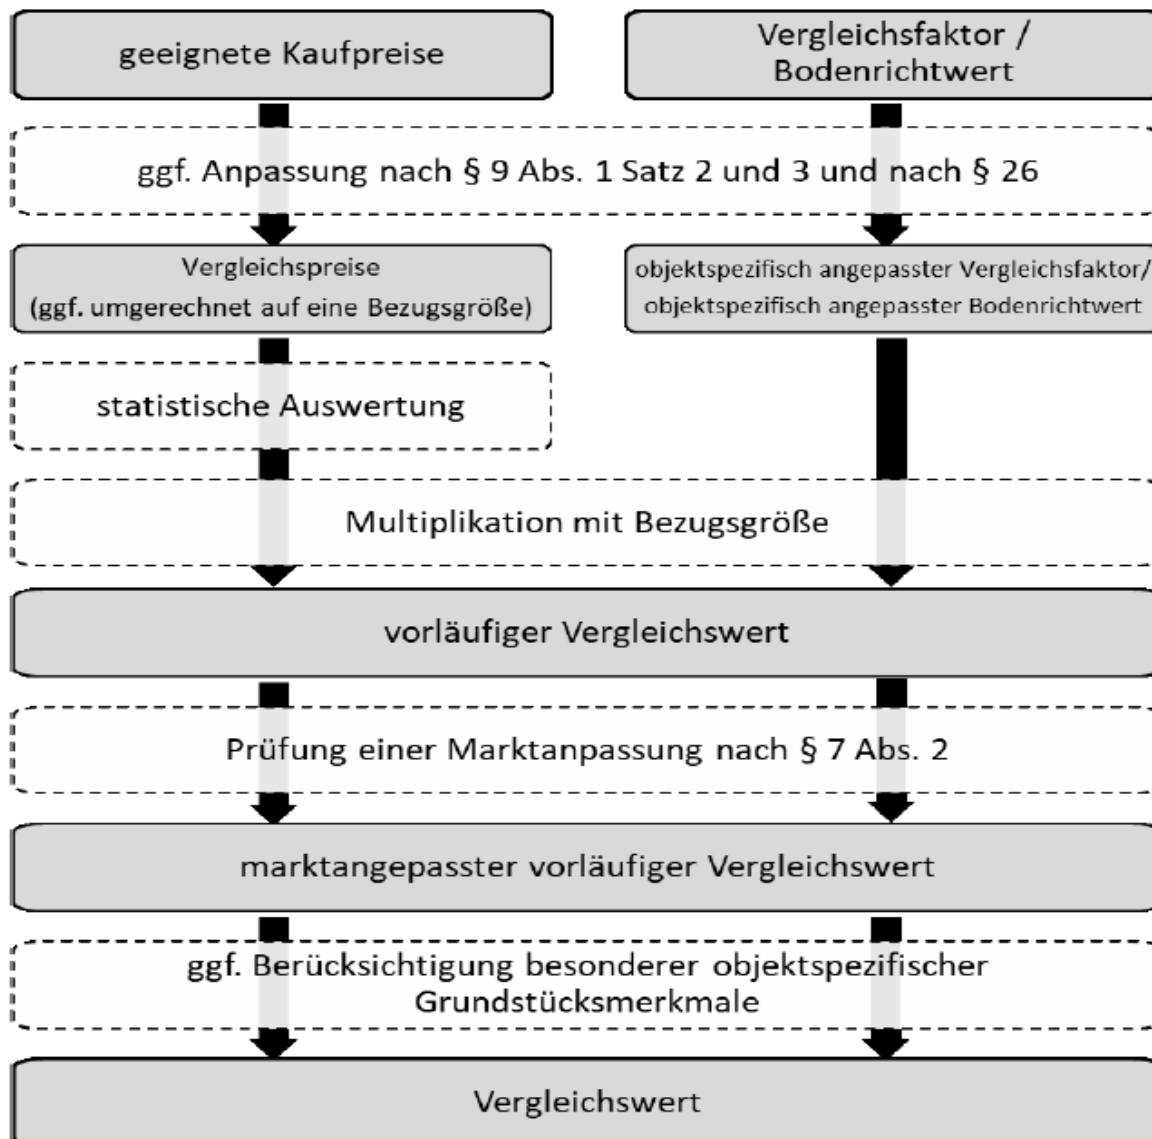 geeignete Kaufpreise
Vergleichsfaktor /
Bodenrichtwert
ggf. Anpassung nach § 9 Abs. 1 Satz 2 und 3 und nach § 26
Vergleichspreise
(ggf. umgerechnet auf eine Bezugsgröße)
objektspezifisch angepasster Vergleichsfaktor/
objektspezifisch angepasster Bodenrichtwert
statistische Auswertung
Multiplikation mit Bezugsgröße
vorläufiger Vergleichswert
Prüfung einer Marktanpassung nach § 7 Abs. 2
marktangepasster vorläufiger Vergleichswert
ggf. Berücksichtigung besonderer objektspezifischer
Grundstücksmerkmale
Vergleichswert